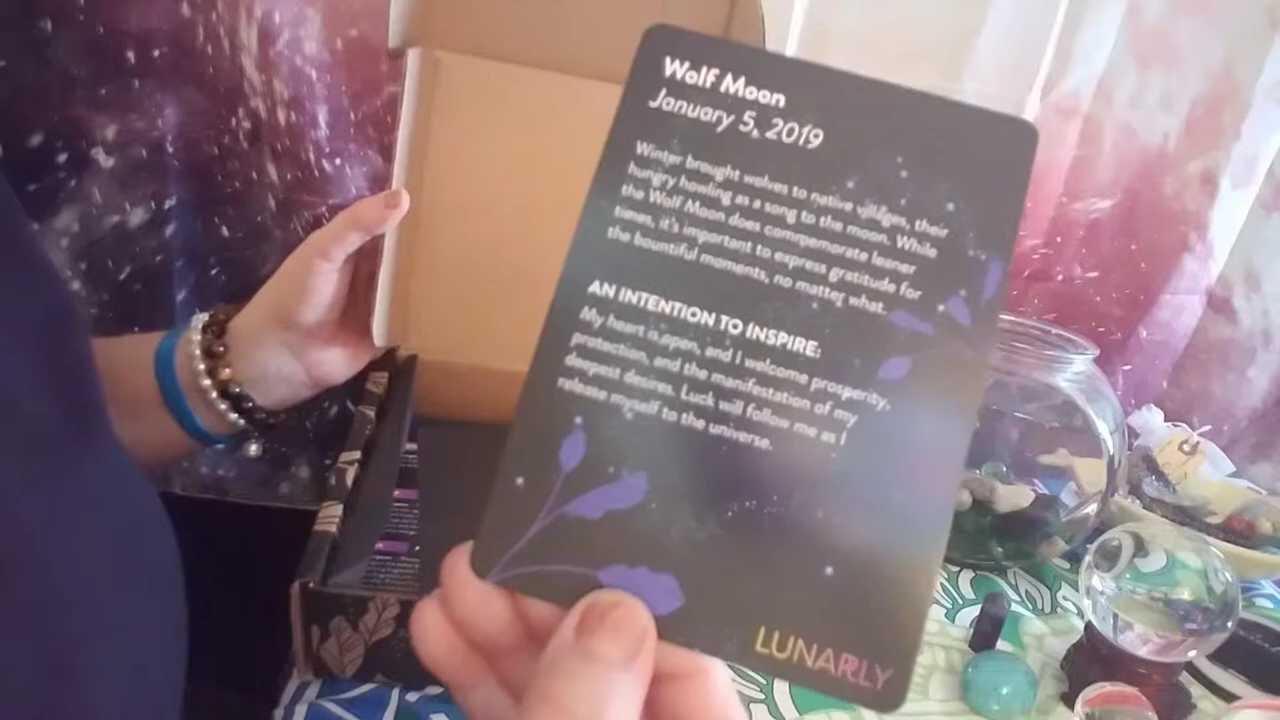 Wolf Moon
January 5, 2019
Winter brought wolves to native villages, their
hungry howling as a song to the moon. While
the Wolf Moon does commemorate leaner
times, it's important to express gratitude for
the bountiful moments, no matter what.
AN INTENTION TO INSPIRE:
My heart is open, and I welcome prosperity,
protection, and the manifestation of my
deepest desires. Luck will follow me as I
release myself to the universe.
LUNARLY